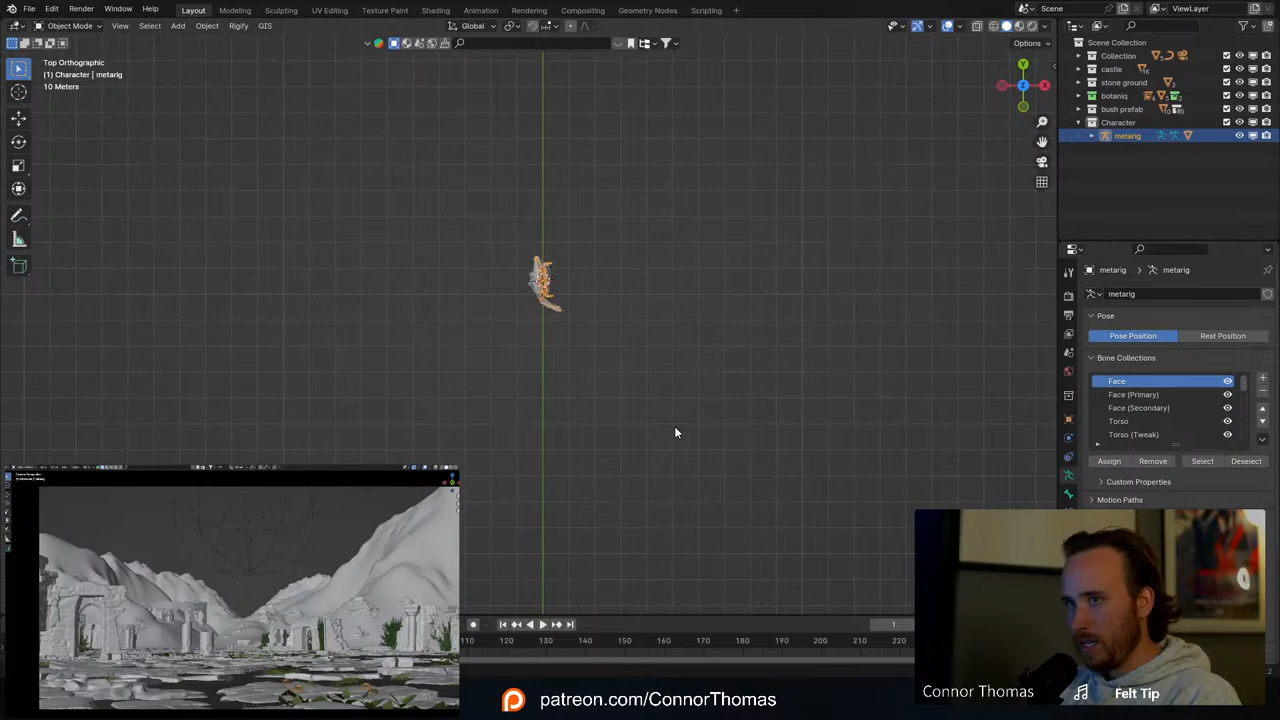 File Edit Render Window Help Layout Modeling Sculpting UV Editing Texture Paint Shading Animation Rendering Compositing Geometry Nodes Scripting + Scene ViewLayer
Object Mode View Select Add Object Rigify GIS Global
Options
Top Orthographic
(1) Character | metarig
10 Meters
Y
Z
X
Scene Collection
Collection
castle
stone ground
botaniq
bush prefab
Character
metarig
metarig metarig
metarig
Pose
Pose Position Rest Position
Bone Collections
Face
Face (Primary)
Face (Secondary)
Torso
Torso (Tweak)
Assign Remove Select Deselect
Custom Properties
Motion Paths
1
110 120 130 140 150 160 170 180 190 200 210 220
patreon.com/ConnorThomas
Connor Thomas
Felt Tip